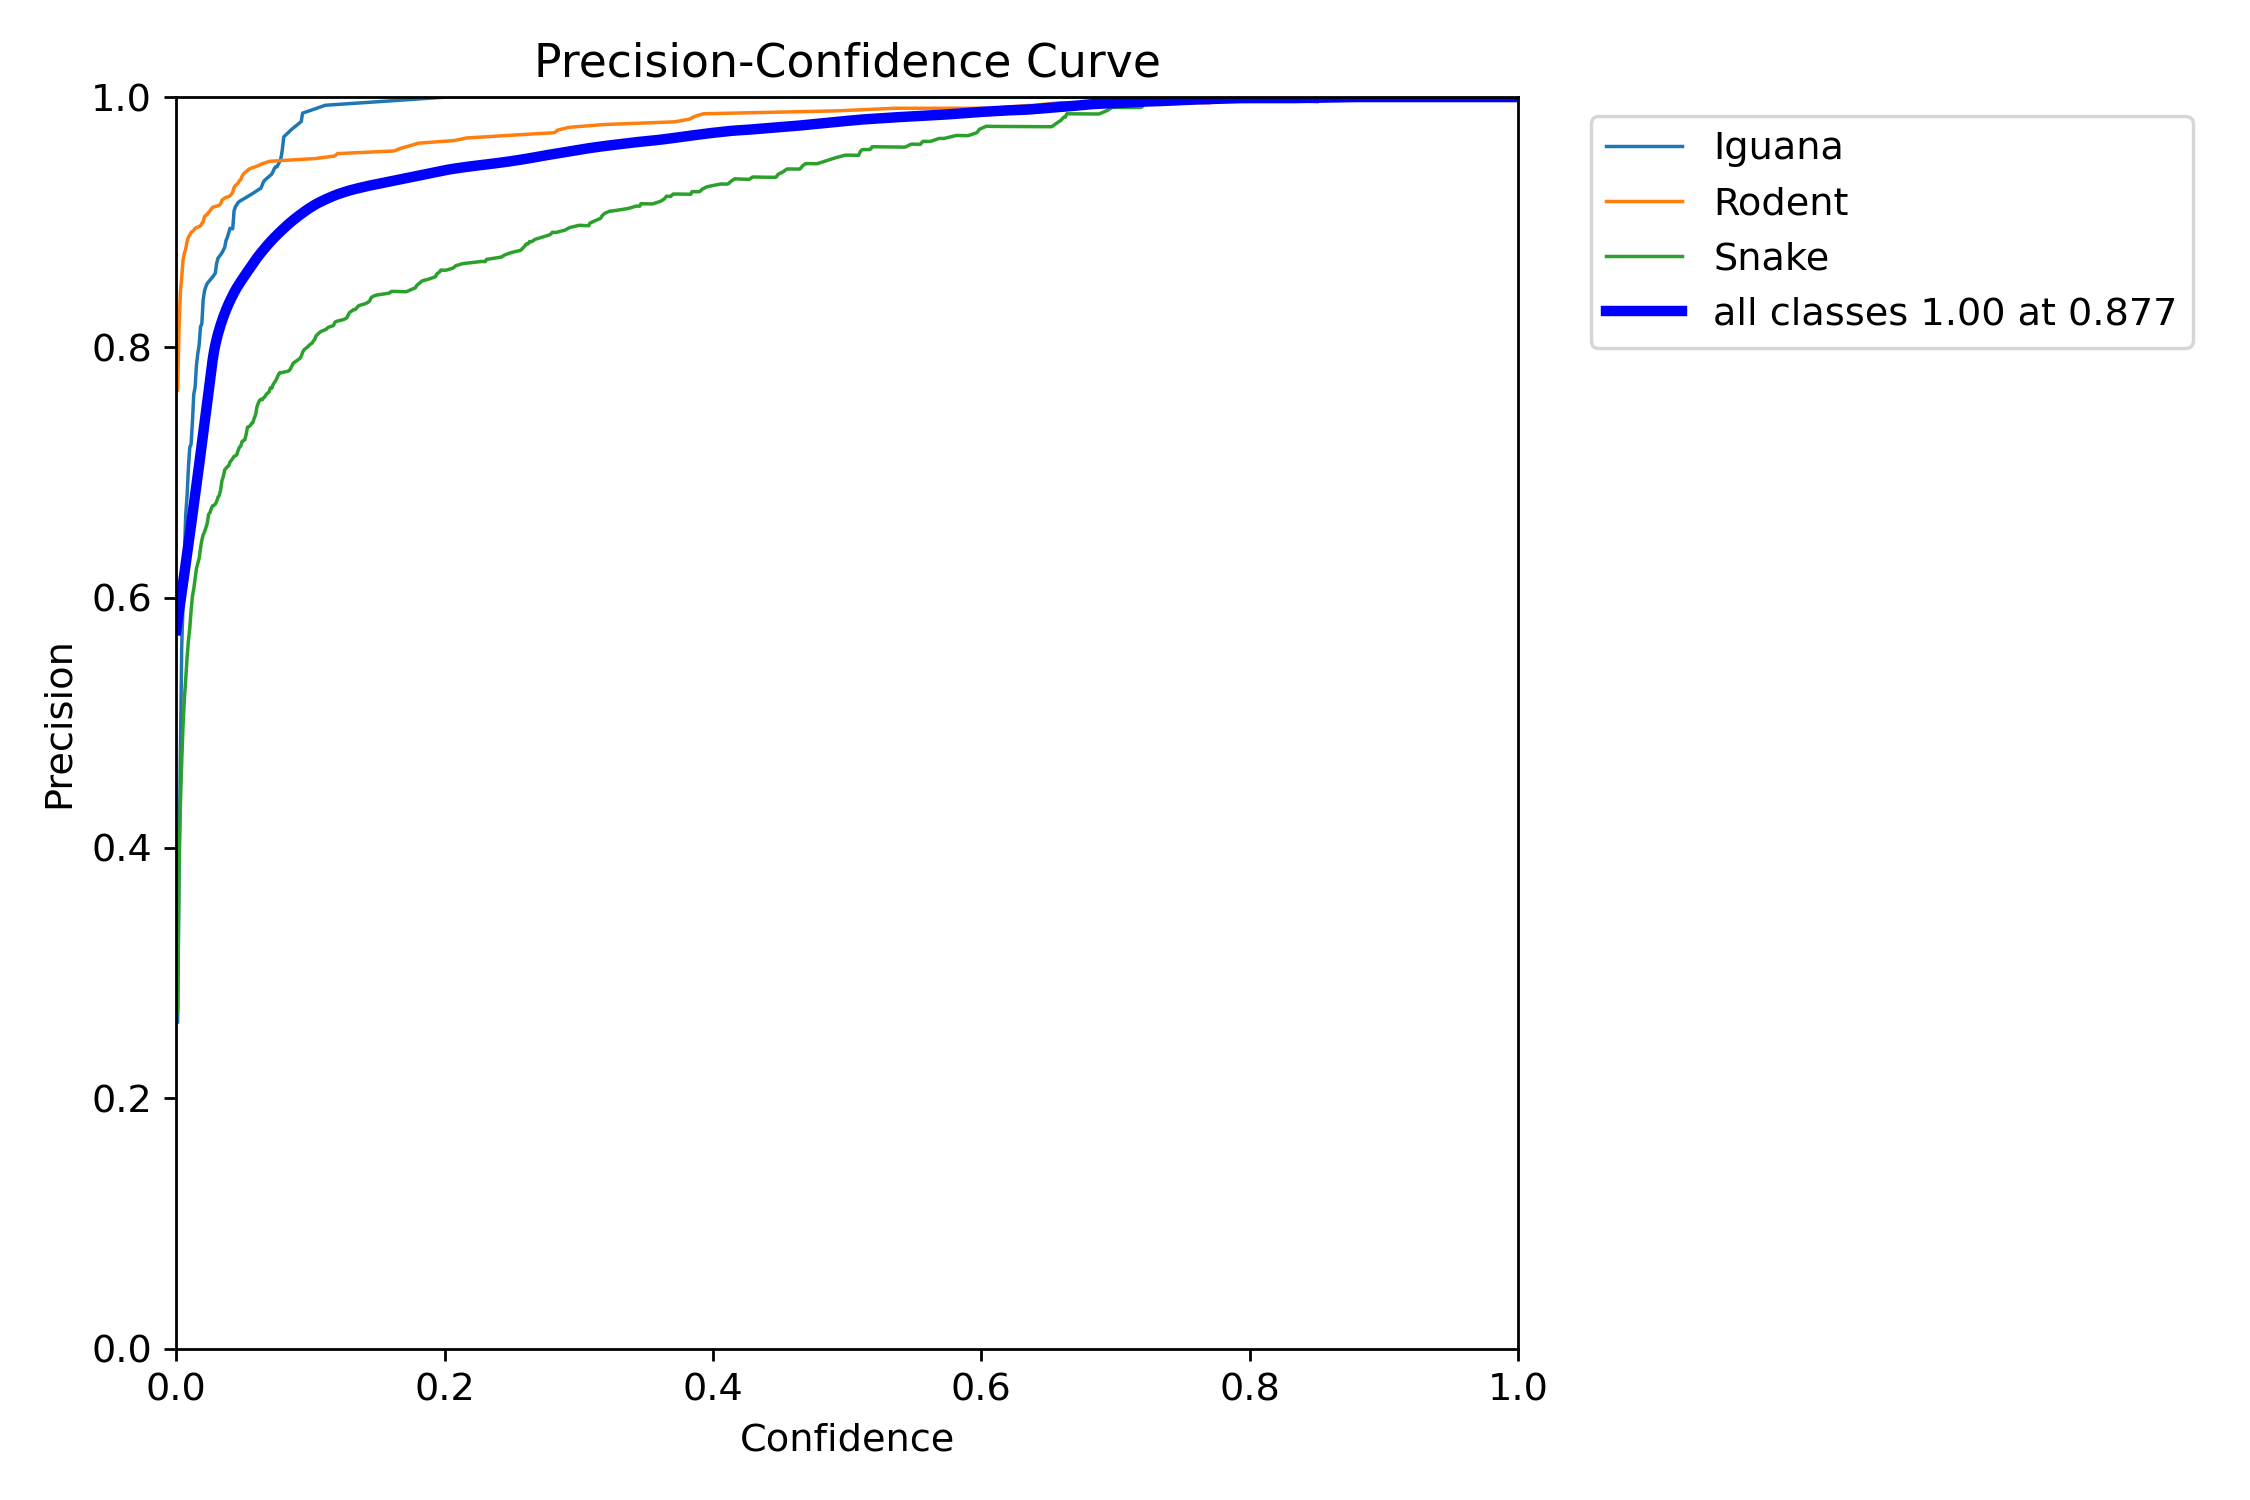 Precision-Confidence Curve
1.0
0.8
0.6
0.4
0.2
0.0
Precision
0.0 0.2 0.4 0.6 0.8 1.0
Confidence
Iguana
Rodent
Snake
all classes 1.00 at 0.877